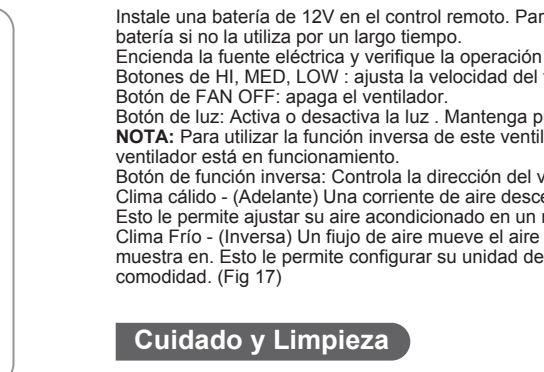 Instale una batería de 12V en el control remoto. Par
batería si no la utiliza por un largo tiempo.
Encienda la fuente eléctrica y verifique la operación
Botones de HI, MED, LOW : ajusta la velocidad del
Botón de FAN OFF: apaga el ventilador.
Botón de luz: Activa o desactiva la luz . Mantenga p
NOTA: Para utilizar la función inversa de este ventil
ventilador está en funcionamiento.
Botón de función inversa: Controla la dirección del v
Clima cálido - (Adelante) Una corriente de aire desce
Esto le permite ajustar su aire acondicionado en un
Clima Frío - (Inversa) Un fiujo de aire mueve el aire
muestra en. Esto le permite configurar su unidad de
comodidad. (Fig 17)
Cuidado y Limpieza